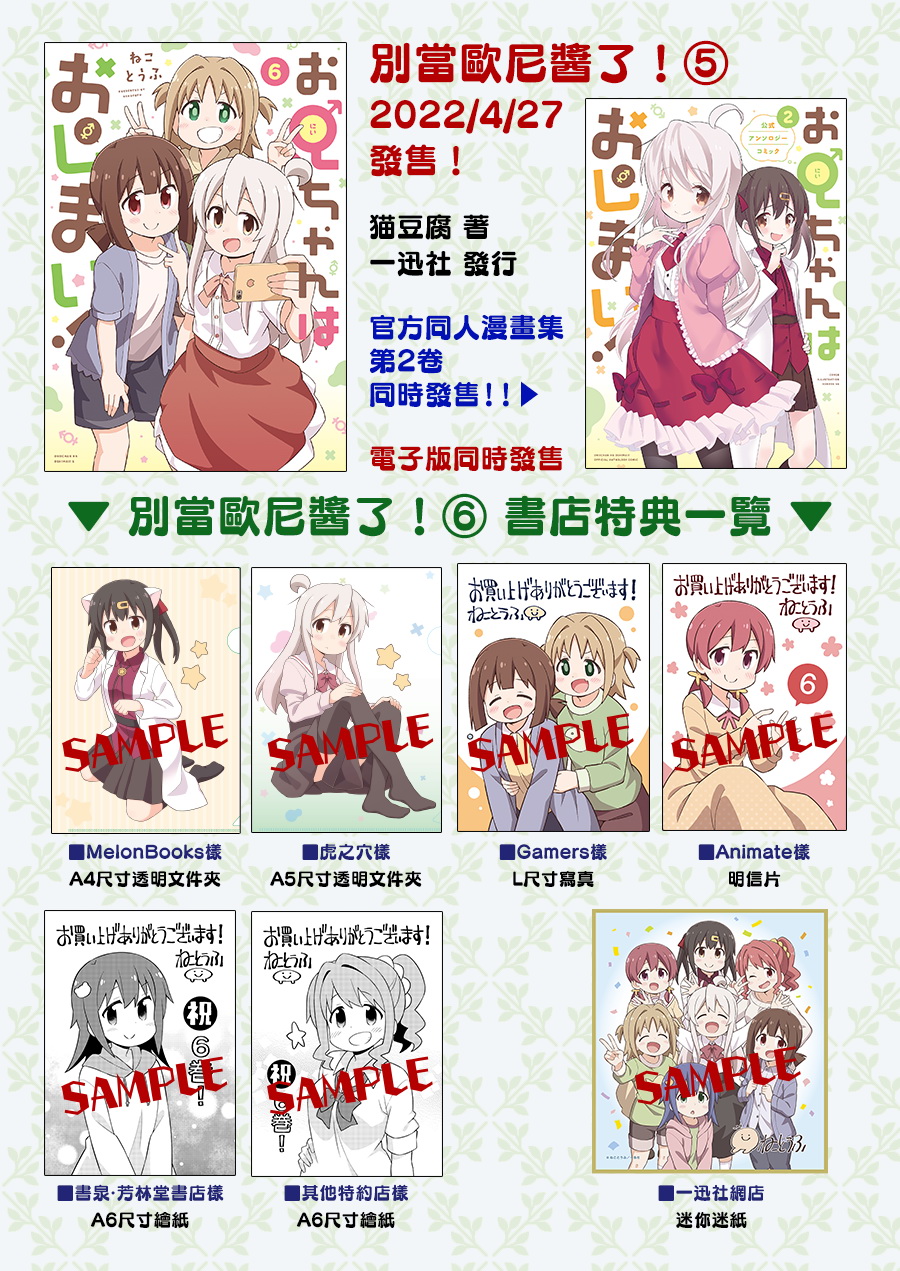 ねこ
とうふ
6
お兄ちゃんは
にい
おしまい!
別當歐尼醬了！⑤
2022/4/27
發售！
猫豆腐 著
一迅社 發行
官方同人漫畫集
第2卷
同時發售！！▶
電子版同時發售
公式
アンソロジー
コミック
2
お兄ちゃんは
にい
おしまい!
▼ 別當歐尼醬了！⑥ 書店特典一覽 ▼
SAMPLE
SAMPLE
お買い上げありがとうございます!
ねことうふ
SAMPLE
お買い上げありがとうございます!
ねことうふ
6
SAMPLE
■MelonBooks樣
A4尺寸透明文件夾
■虎之穴樣
A5尺寸透明文件夾
■Gamers樣
L尺寸寫真
■Animate樣
明信片
お買い上げありがとうございます!
ねことうふ
祝
6巻!
SAMPLE
お買い上げありがとうございます!
ねことうふ
祝
6巻!
SAMPLE
SAMPLE
ねことうふ
■書泉·芳林堂書店樣
A6尺寸繪紙
■其他特約店樣
A6尺寸繪紙
■一迅社網店
迷你迷紙